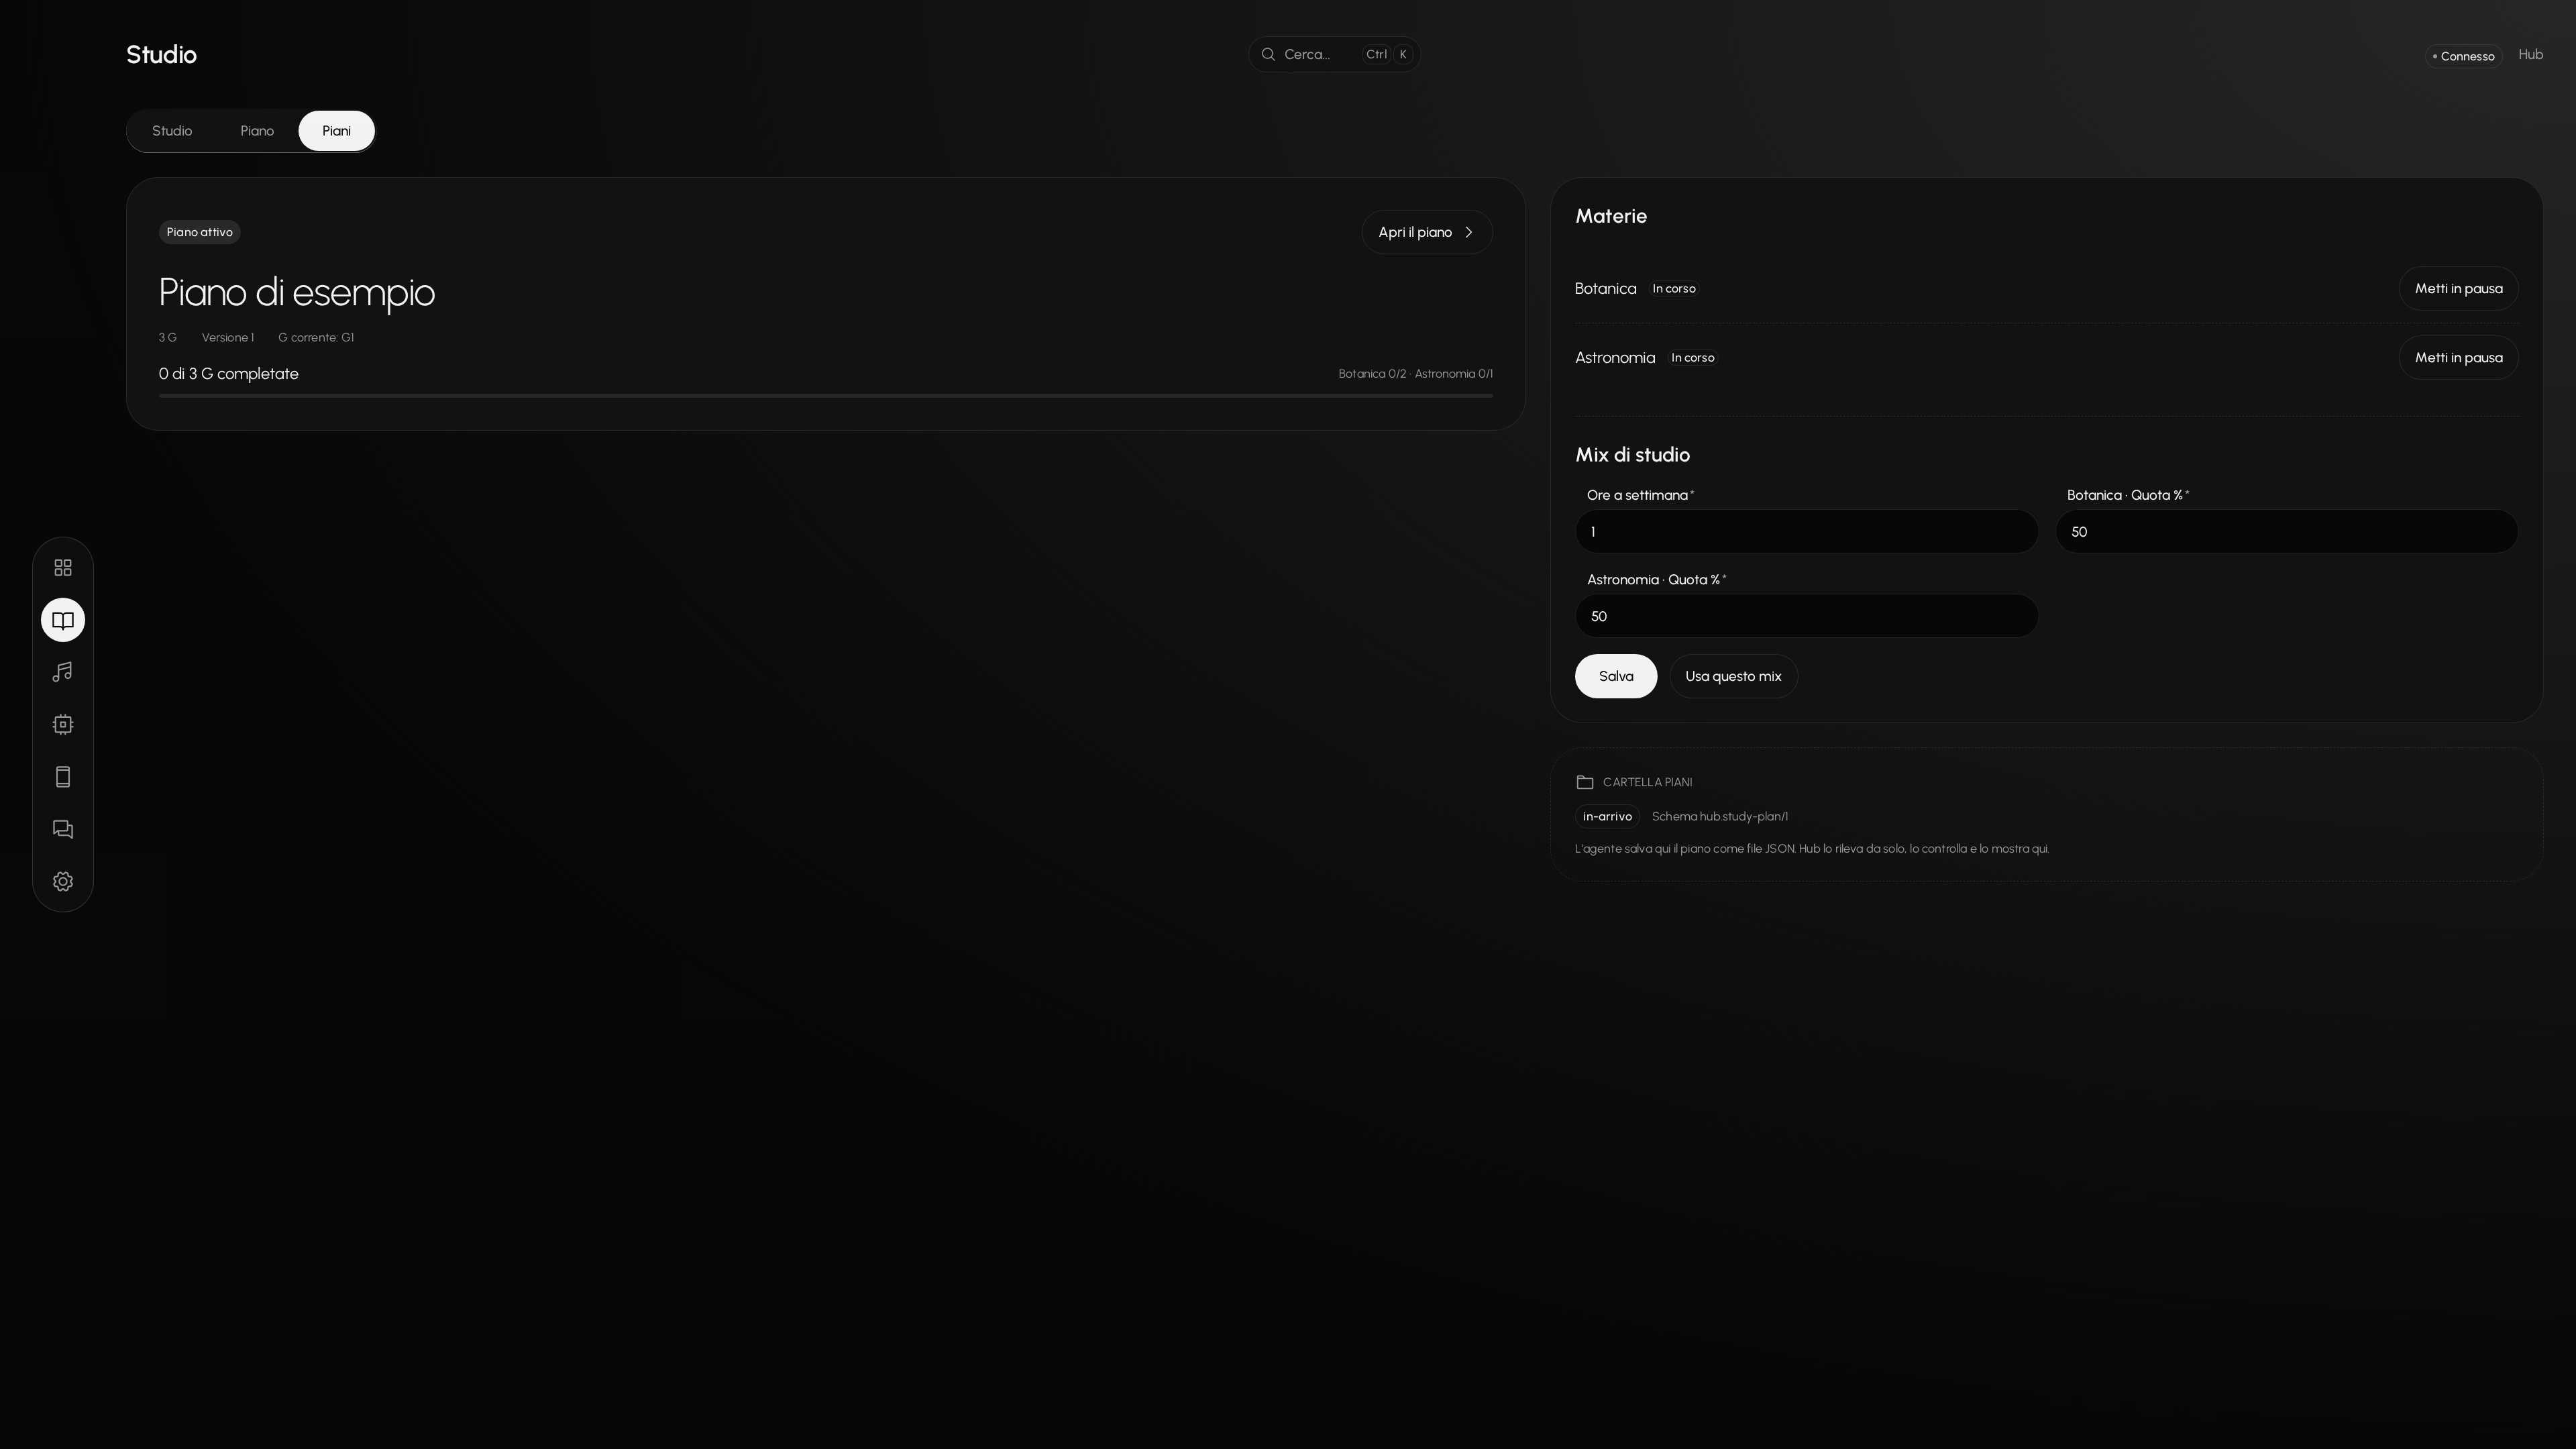 Studio
Cerca...
Ctrl K
Connesso
Hub
Studio
Piano
Piani
Piano attivo
Apri il piano
Piano di esempio
3 G
Versione 1
G corrente: G1
0 di 3 G completate
Botanica 0/2 · Astronomia 0/1
Materie
Botanica
In corso
Metti in pausa
Astronomia
In corso
Metti in pausa
Mix di studio
Ore a settimana *
Botanica · Quota % *
1
50
Astronomia · Quota % *
50
Salva
Usa questo mix
CARTELLA PIANI
in-arrivo
Schema hub.study-plan/1
L'agente salva qui il piano come file JSON. Hub lo rileva da solo, lo controlla e lo mostra qui.